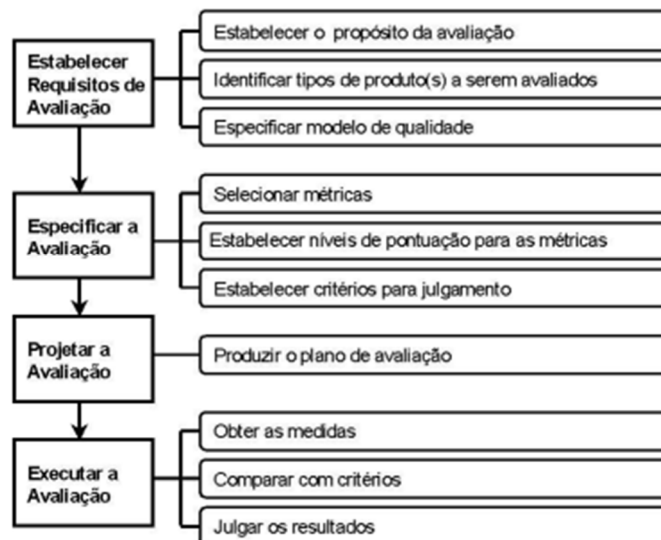 Estabelecer
Requisitos de
Avaliação
Estabelecer o propósito da avaliação
Identificar tipos de produto(s) a serem avaliados
Especificar modelo de qualidade
Especificar a
Avaliação
Selecionar métricas
Estabelecer níveis de pontuação para as métricas
Estabelecer critérios para julgamento
Projetar a
Avaliação
Produzir o plano de avaliação
Executar a
Avaliação
Obter as medidas
Comparar com critérios
Julgar os resultados